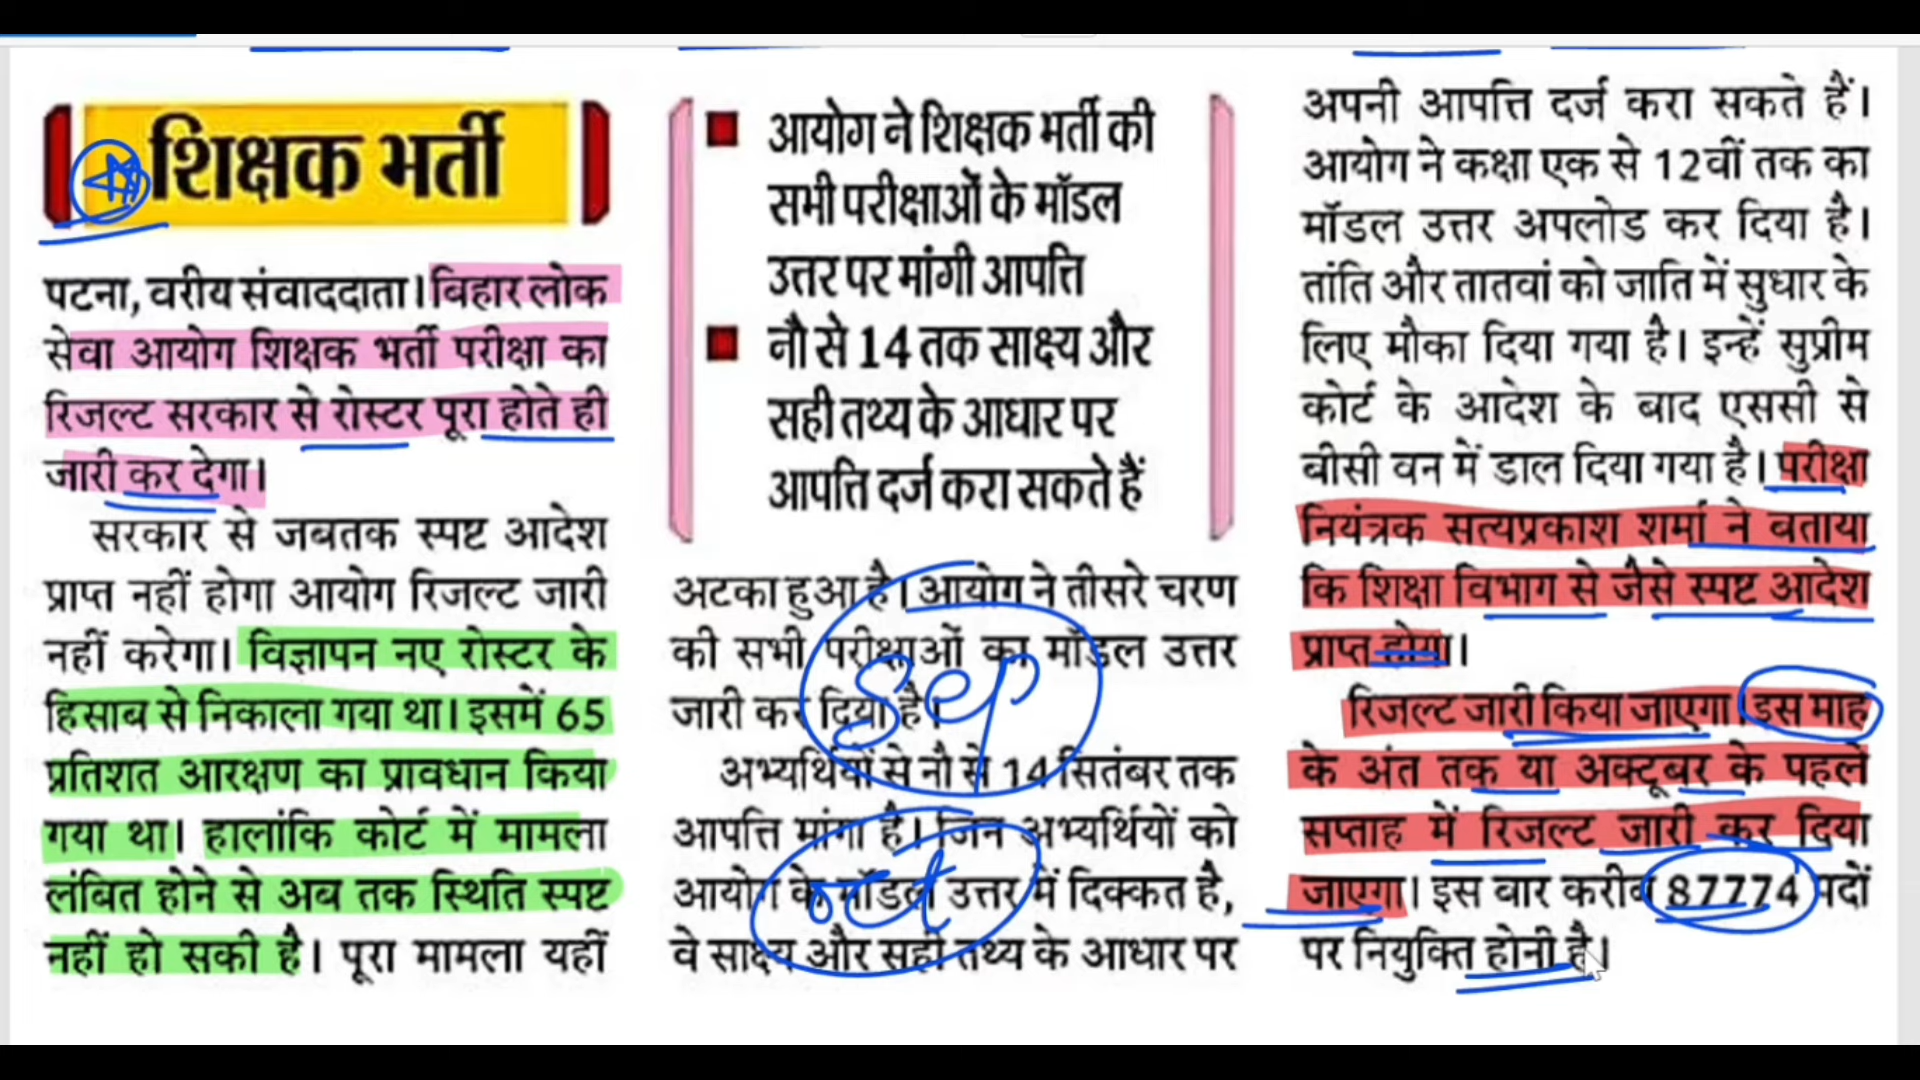 शिक्षक भर्ती
पटना, वरीय संवाददाता। बिहार लोक
सेवा आयोग शिक्षक भर्ती परीक्षा का
रिजल्ट सरकार से रोस्टर पूरा होते ही
जारी कर देगा।
सरकार से जबतक स्पष्ट आदेश
प्राप्त नहीं होगा आयोग रिजल्ट जारी
नहीं करेगा। विज्ञापन नए रोस्टर के
हिसाब से निकाला गया था। इसमें 65
प्रतिशत आरक्षण का प्रावधान किया
गया था। हालांकि कोर्ट में मामला
लंबित होने से अब तक स्थिति स्पष्ट
नहीं हो सकी है। पूरा मामला यहीं
आयोग ने शिक्षक भर्ती की
सभी परीक्षाओं के मॉडल
उत्तर पर मांगी आपत्ति
नौ से 14 तक साक्ष्य और
सही तथ्य के आधार पर
आपत्ति दर्ज करा सकते हैं
अटका हुआ है। आयोग ने तीसरे चरण
की सभी परीक्षाओं का मॉडल उत्तर
जारी कर दिया है।
Sep
अभ्यर्थियों से नौ से 14 सितंबर तक
आपत्ति मांगा है। जिन अभ्यर्थियों को
आयोग के मॉडल उत्तर में दिक्कत है,
oct
वे साक्ष्य और सही तथ्य के आधार पर
अपनी आपत्ति दर्ज करा सकते हैं।
आयोग ने कक्षा एक से 12वीं तक का
मॉडल उत्तर अपलोड कर दिया है।
तांति और तातवां को जाति में सुधार के
लिए मौका दिया गया है। इन्हें सुप्रीम
कोर्ट के आदेश के बाद एससी से
बीसी वन में डाल दिया गया है। परीक्षा
नियंत्रक सत्यप्रकाश शर्मा ने बताया
कि शिक्षा विभाग से जैसे स्पष्ट आदेश
प्राप्त होगा।
रिजल्ट जारी किया जाएगा इस माह
के अंत तक या अक्टूबर के पहले
सप्ताह में रिजल्ट जारी कर दिया
जाएगा। इस बार करीब 87774 पदों
पर नियुक्ति होनी है।